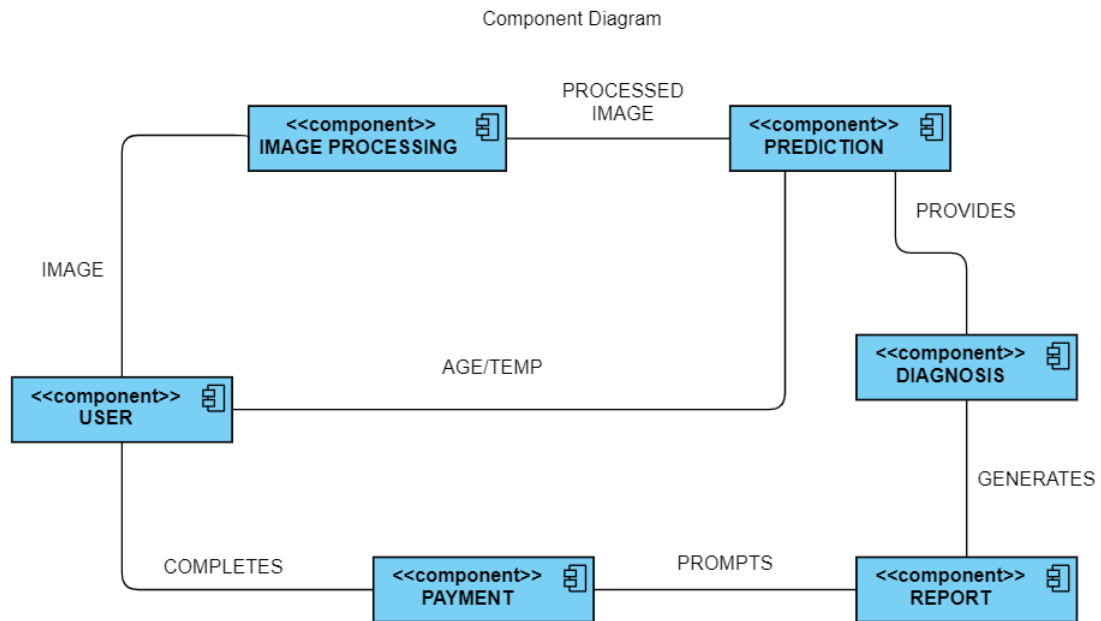 Component Diagram
PROCESSED
IMAGE
<<component>>
IMAGE PROCESSING
<<component>>
PREDICTION
PROVIDES
IMAGE
<<component>>
DIAGNOSIS
AGE/TEMP
<<component>>
USER
GENERATES
COMPLETES
PROMPTS
<<component>>
PAYMENT
<<component>>
REPORT